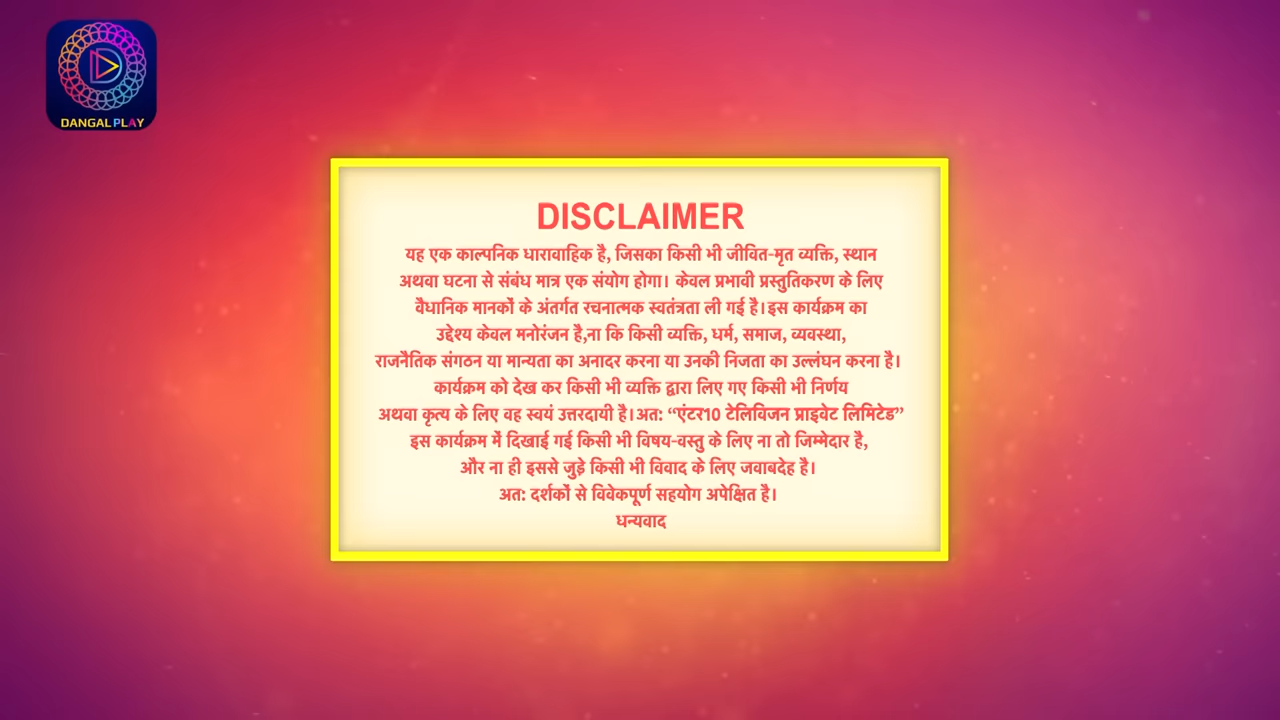 DANGAL PLAY
DISCLAIMER
यह एक काल्पनिक धारावाहिक है, जिसका किसी भी जीवित-मृत व्यक्ति, स्थान
अथवा घटना से संबंध मात्र एक संयोग होगा। केवल प्रभावी प्रस्तुतिकरण के लिए
वैधानिक मानकों के अंतर्गत रचनात्मक स्वतंत्रता ली गई है।इस कार्यक्रम का
उद्देश्य केवल मनोरंजन है,ना कि किसी व्यक्ति, धर्म, समाज, व्यवस्था,
राजनैतिक संगठन या मान्यता का अनादर करना या उनकी निजता का उल्लंघन करना है।
कार्यक्रम को देख कर किसी भी व्यक्ति द्वारा लिए गए किसी भी निर्णय
अथवा कृत्य के लिए वह स्वयं उत्तरदायी है।अत: “एंटर10 टेलिविजन प्राइवेट लिमिटेड”
इस कार्यक्रम में दिखाई गई किसी भी विषय-वस्तु के लिए ना तो जिम्मेदार है,
और ना ही इससे जुड़े किसी भी विवाद के लिए जवाबदेह है।
अत: दर्शकों से विवेकपूर्ण सहयोग अपेक्षित है।
धन्यवाद